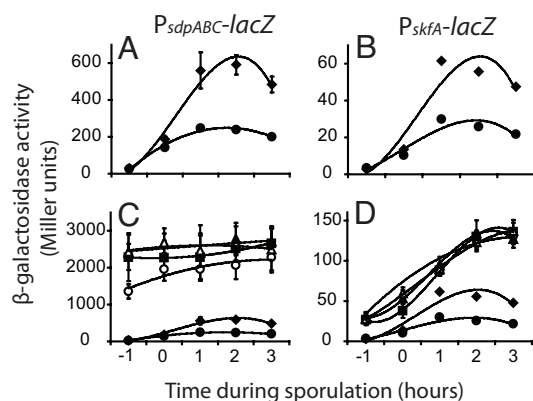 PsdpABC-lacZ PskfA-lacZ
A B
600 60
400 40
200 20
0 0
C D
3000 150
2000 100
1000 50
0 0
-1 0 1 2 3 -1 0 1 2 3
β-galactosidase activity
(Miller units)
Time during sporulation (hours)